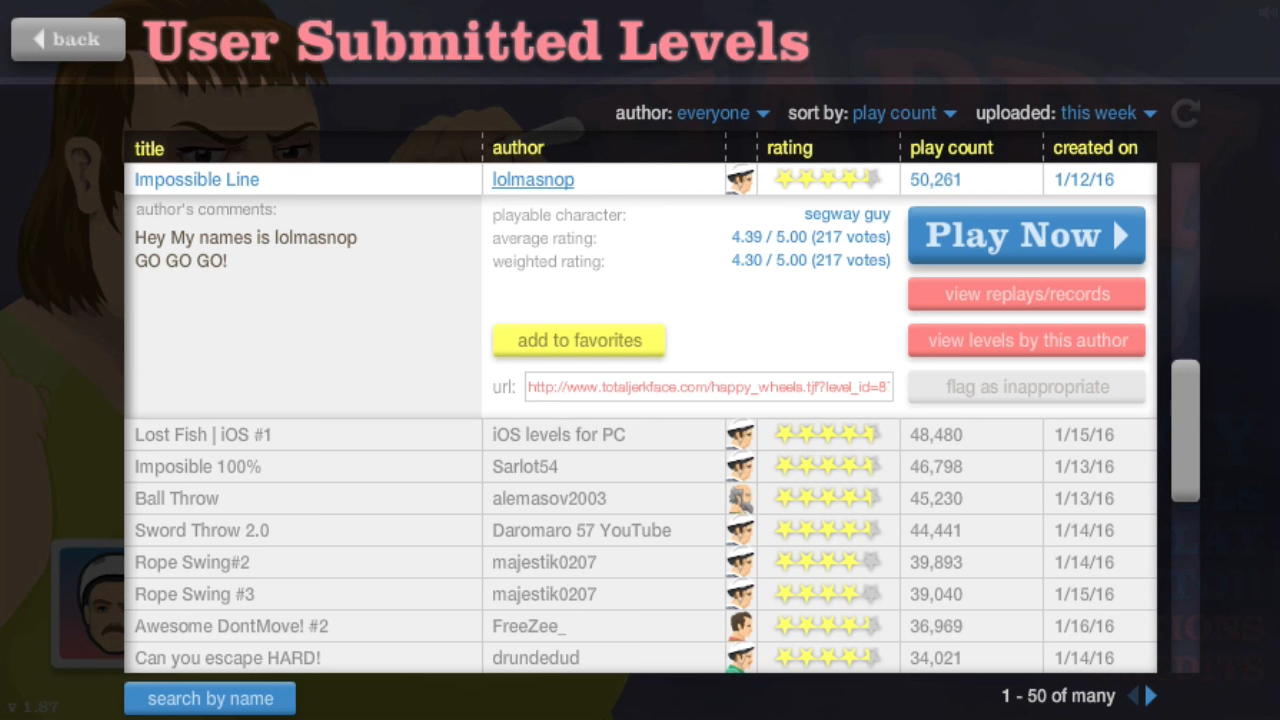 back
User Submitted Levels
author: everyone sort by: play count uploaded: this week
title author rating play count created on
Impossible Line lolmasnop 50,261 1/12/16
author's comments:
Hey My names is lolmasnop
GO GO GO!
playable character: segway guy
average rating: 4.39 / 5.00 (217 votes)
weighted rating: 4.30 / 5.00 (217 votes)
Play Now
view replays/records
add to favorites
view levels by this author
url: http://www.totaljerkface.com/happy_wheels.tjf?level_id=8
flag as inappropriate
Lost Fish | iOS #1 iOS levels for PC 48,480 1/15/16
Imposible 100% Sarlot54 46,798 1/13/16
Ball Throw alemasov2003 45,230 1/13/16
Sword Throw 2.0 Daromaro 57 YouTube 44,441 1/14/16
Rope Swing#2 majestik0207 39,893 1/14/16
Rope Swing #3 majestik0207 39,040 1/15/16
Awesome DontMove! #2 FreeZee_ 36,969 1/16/16
Can you escape HARD! drundedud 34,021 1/14/16
search by name
1 - 50 of many
v 1.87